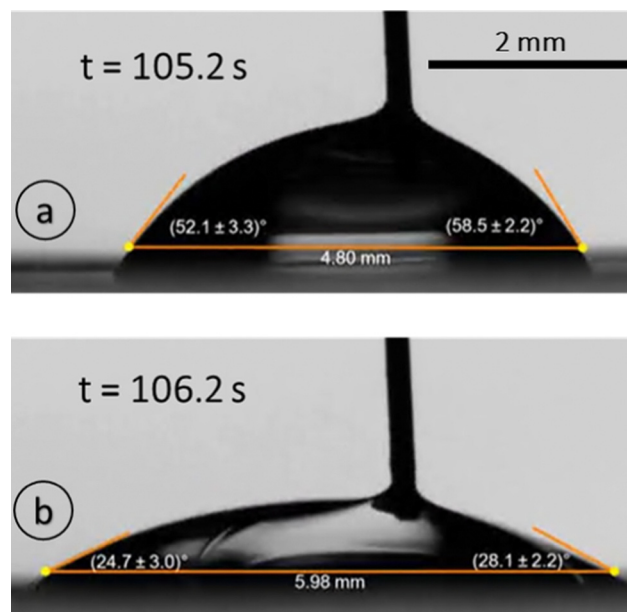 t = 105.2 s
2 mm
a
(52.1 ± 3.3)°
(58.5 ± 2.2)°
4.80 mm
t = 106.2 s
b
(24.7 ± 3.0)°
(28.1 ± 2.2)°
5.98 mm